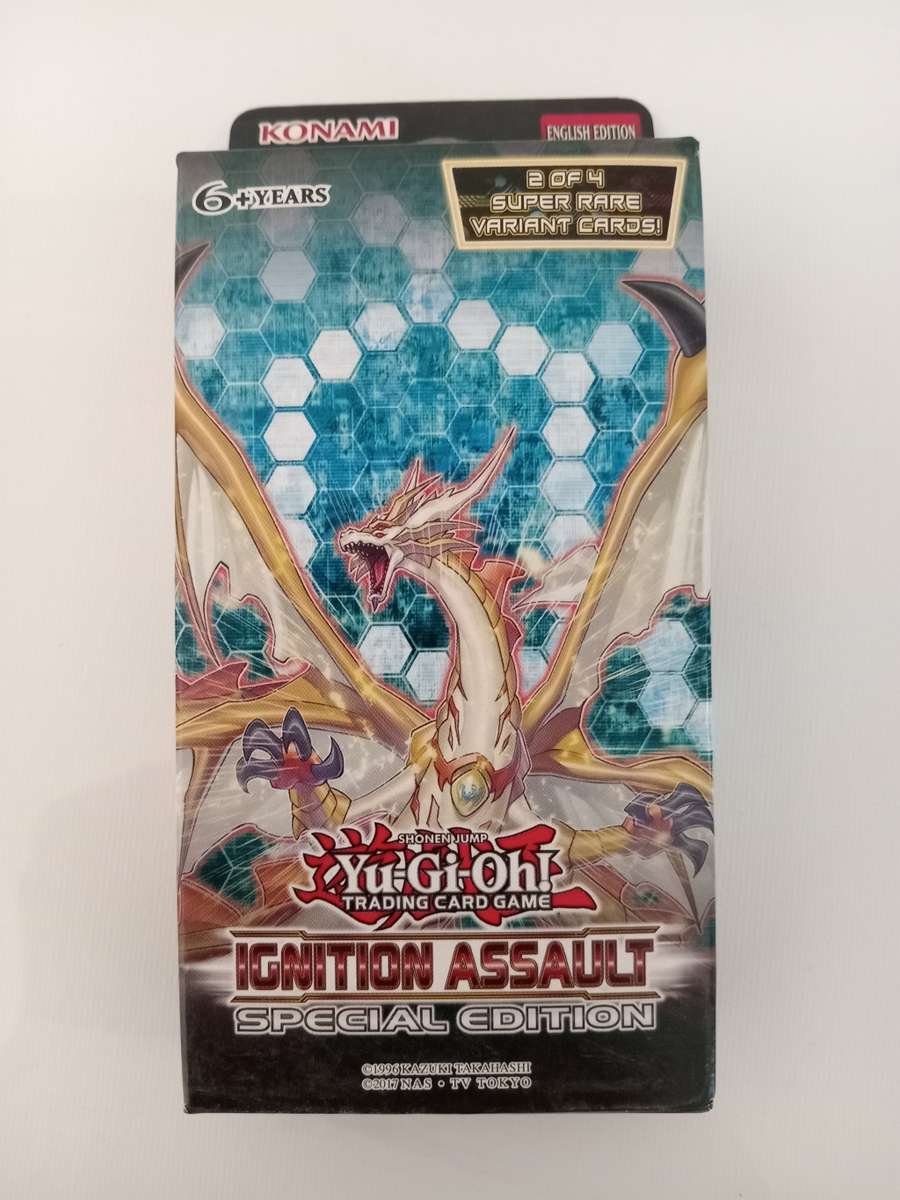 KONAMI
ENGLISH EDITION
6+YEARS
2 OF 4
SUPER RARE
VARIANT CARDS!
SHONEN JUMP
Yu-Gi-Oh!
TRADING CARD GAME
IGNITION ASSAULT
SPECIAL EDITION
©1996 KAZUKI TAKAHASHI
©2017 NAS • TV TOKYO